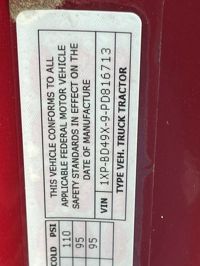 THIS VEHICLE CONFORMS TO ALL
APPLICABLE FEDERAL MOTOR VEHICLE
SAFETY STANDARDS IN EFFECT ON THE
DATE OF MANUFACTURE
VIN 1XP-BD49X-9-PD816713
TYPE VEH. TRUCK TRACTOR
COLD PSI
110
95
95